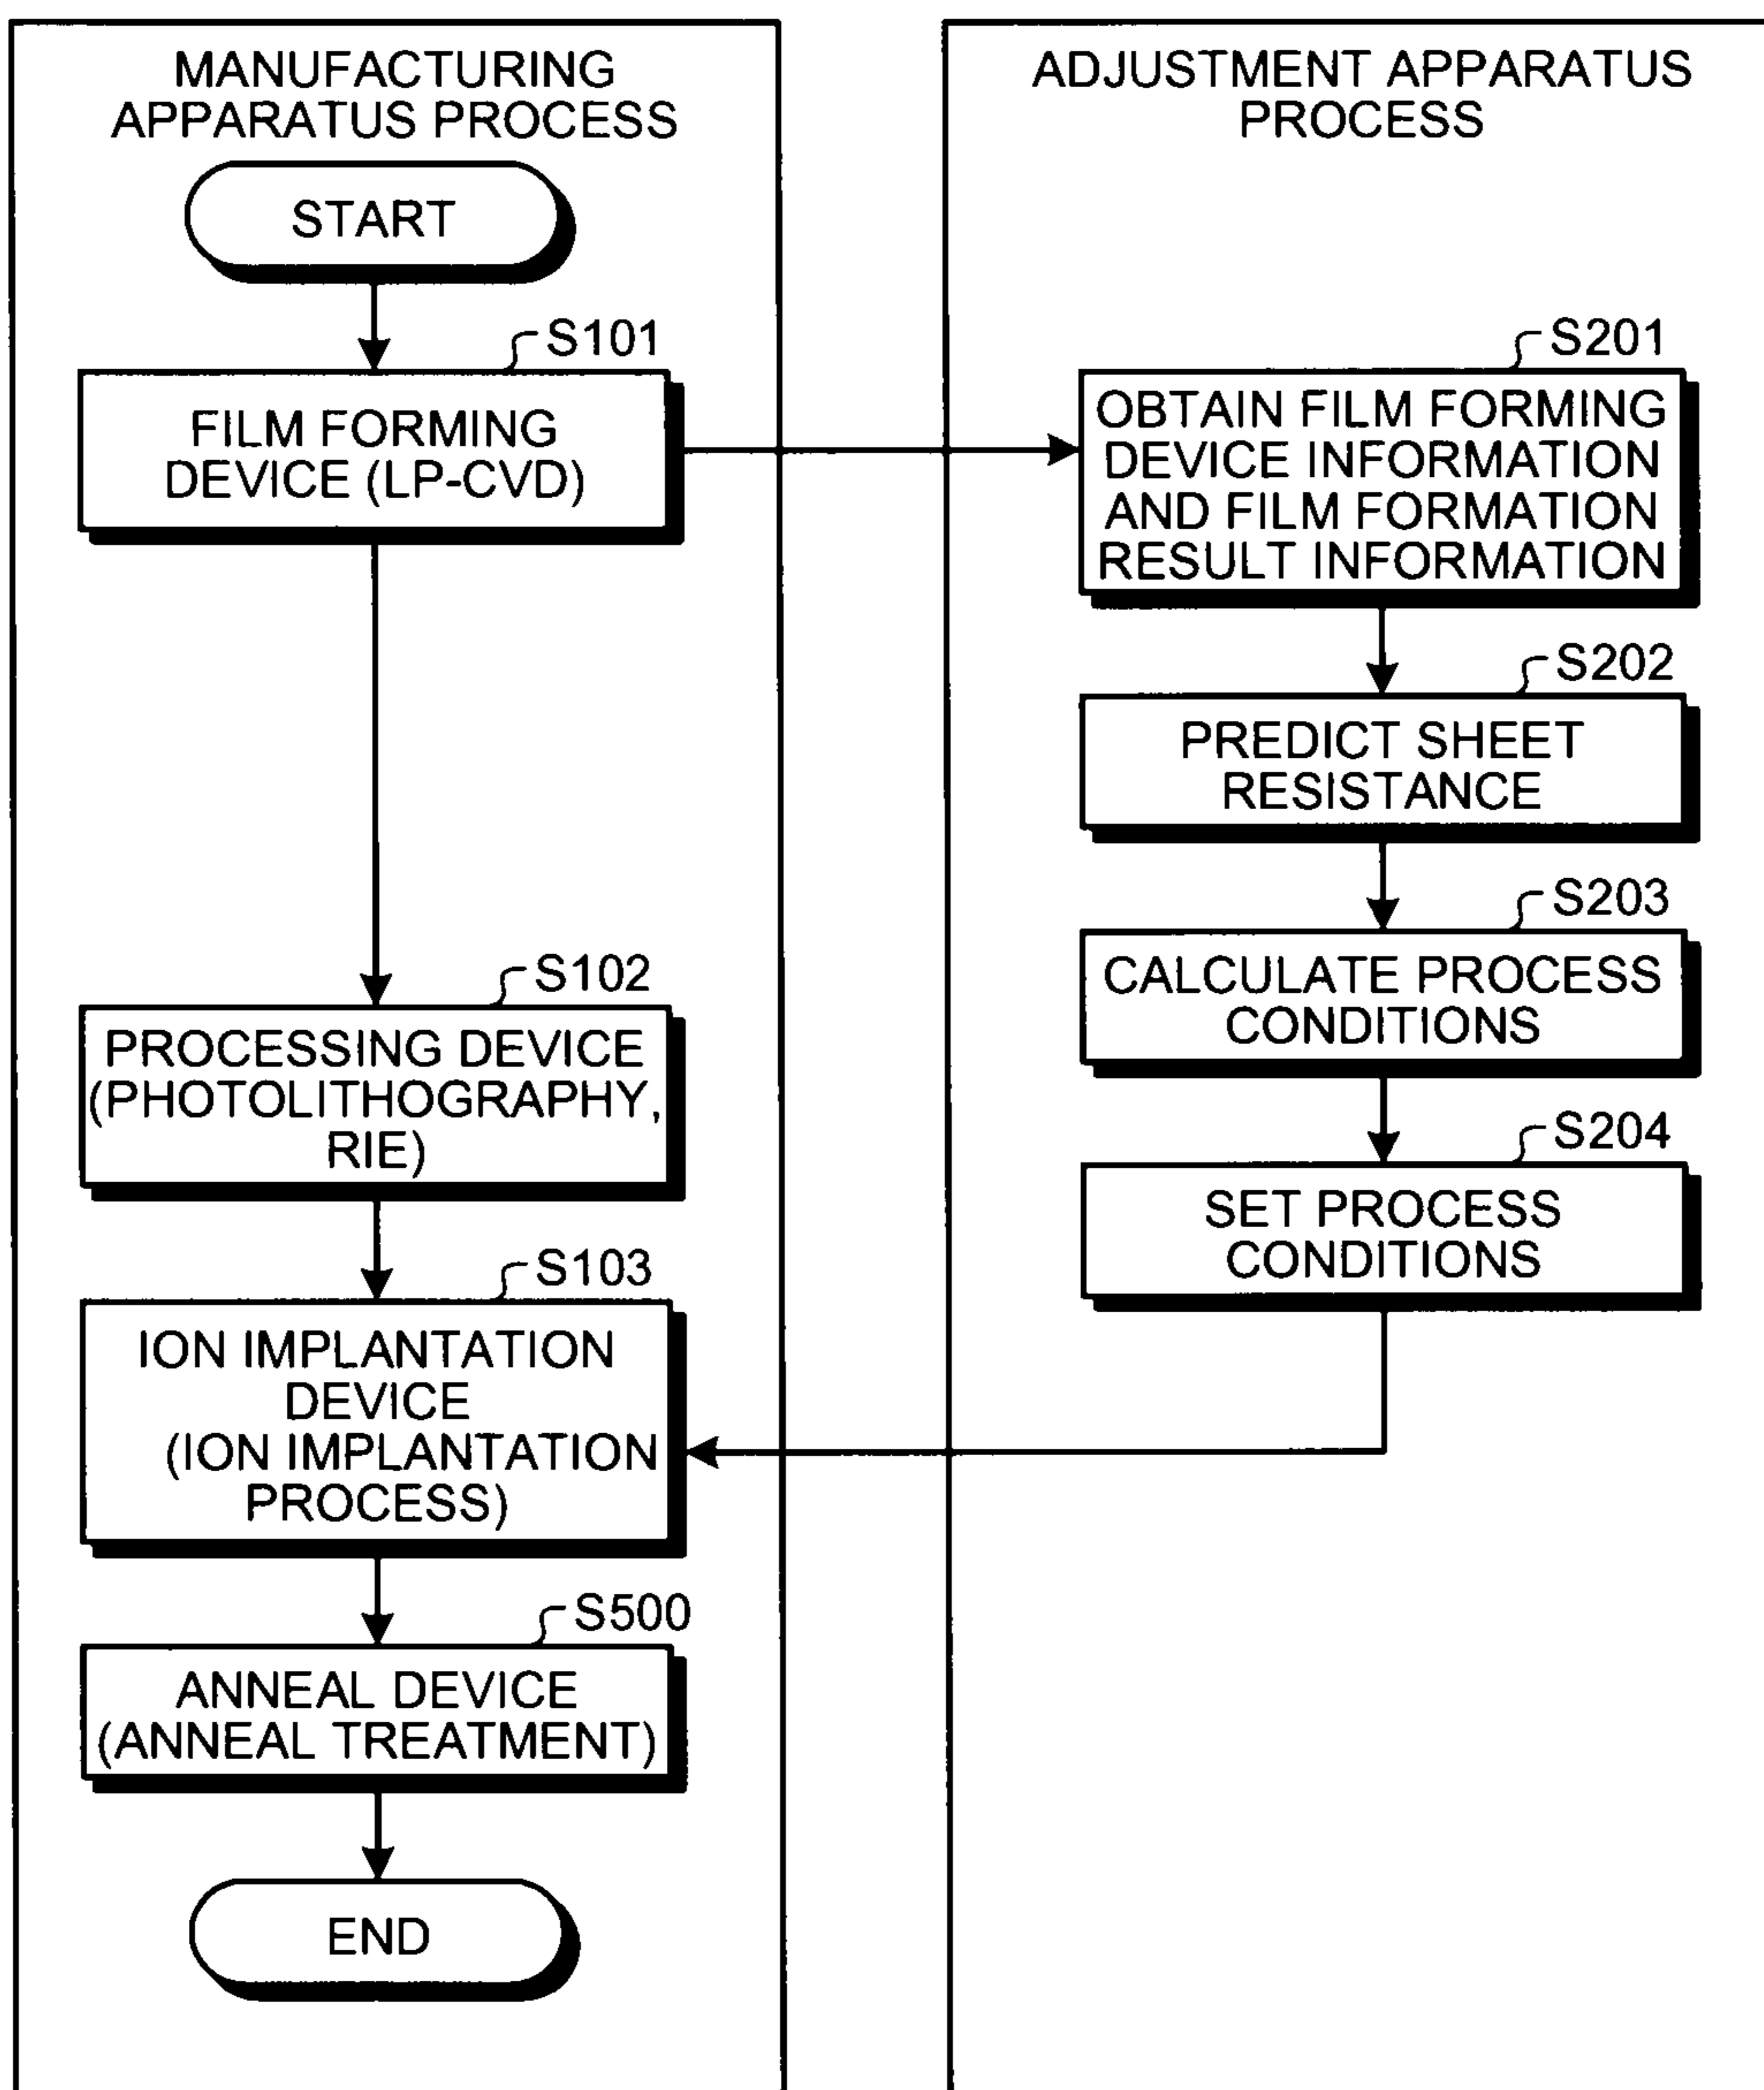 MANUFACTURING
APPARATUS PROCESS
START
S101
FILM FORMING
DEVICE (LP-CVD)
S102
PROCESSING DEVICE
(PHOTOLITHOGRAPHY,
RIE)
S103
ION IMPLANTATION
DEVICE
(ION IMPLANTATION
PROCESS)
S500
ANNEAL DEVICE
(ANNEAL TREATMENT)
END
ADJUSTMENT APPARATUS
PROCESS
S201
OBTAIN FILM FORMING
DEVICE INFORMATION
AND FILM FORMATION
RESULT INFORMATION
S202
PREDICT SHEET
RESISTANCE
S203
CALCULATE PROCESS
CONDITIONS
S204
SET PROCESS
CONDITIONS